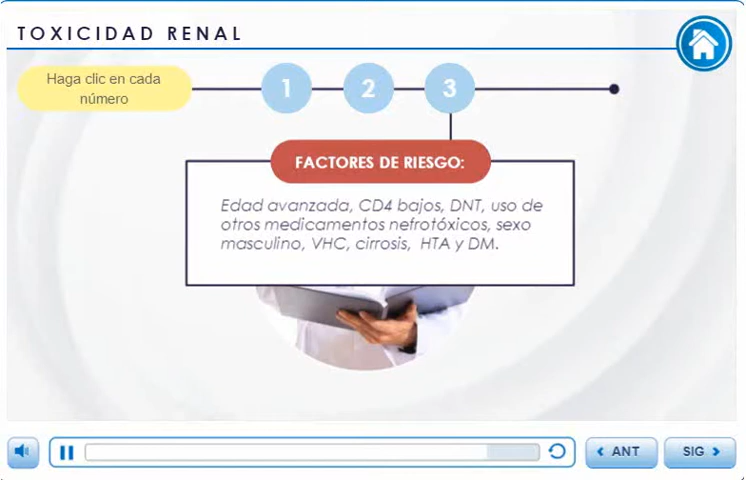 TOXICIDAD RENAL
Haga clic en cada
número
1 2 3
FACTORES DE RIESGO:
Edad avanzada, CD4 bajos, DNT, uso de
otros medicamentos nefrotóxicos, sexo
masculino, VHC, cirrosis, HTA y DM.
ANT SIG